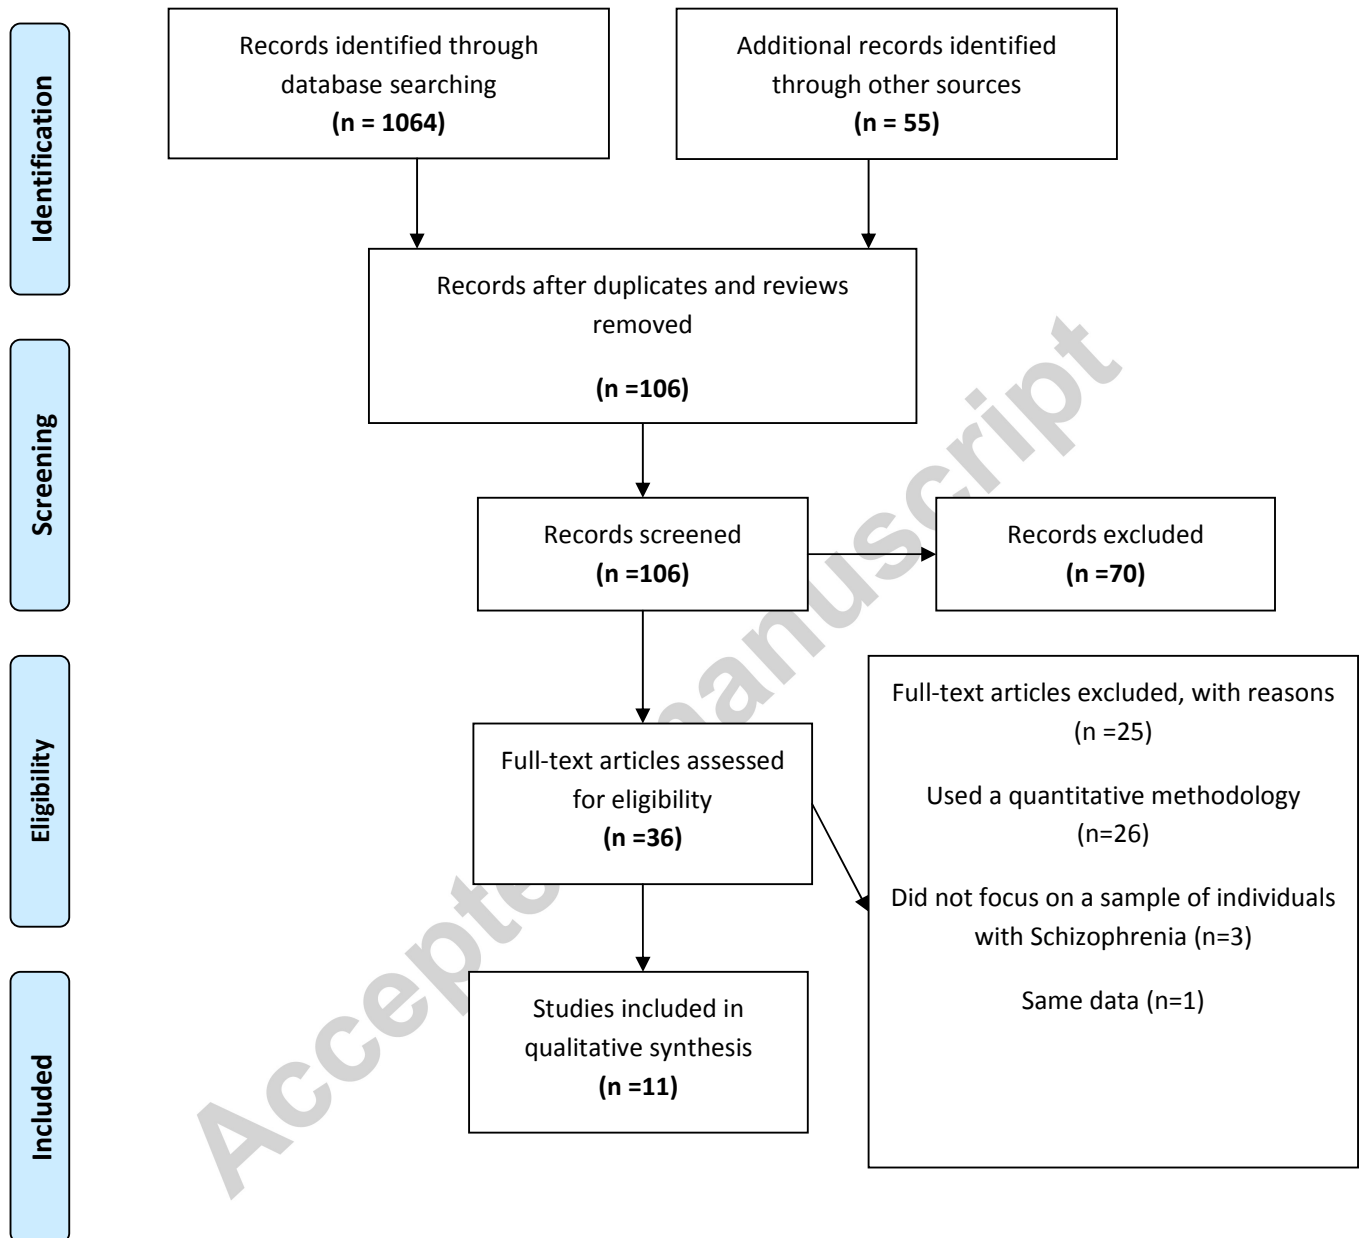 Identification
Records identified through
database searching
(n = 1064)
Additional records identified
through other sources
(n = 55)
Records after duplicates and reviews
removed
(n =106)
Screening
Records screened
(n =106)
Records excluded
(n =70)
Eligibility
Full-text articles assessed
for eligibility
(n =36)
Full-text articles excluded, with reasons
(n =25)
Used a quantitative methodology
(n=26)
Did not focus on a sample of individuals
with Schizophrenia (n=3)
Same data (n=1)
Included
Studies included in
qualitative synthesis
(n =11)
Accepted manuscript